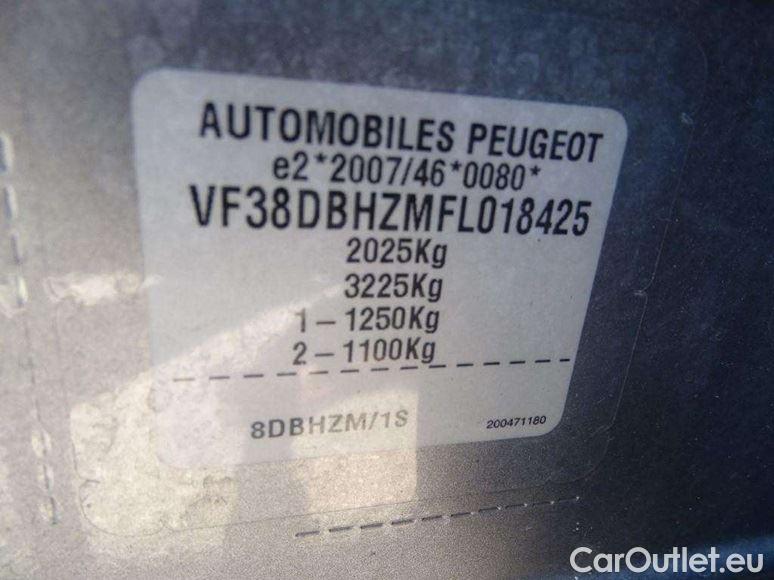 AUTOMOBILES PEUGEOT
e2*2007/46*0080*
VF38DBHZMFL018425
2025Kg
3225Kg
1-1250Kg
2-1100Kg
8DBHZM/1S
200471180
CarOutlet.eu